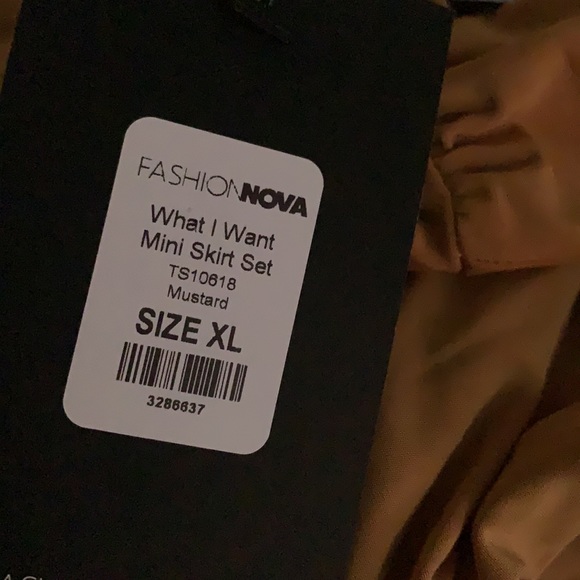 FASHIONNOVA
What I Want
Mini Skirt Set
TS10618
Mustard
SIZE XL
3286637